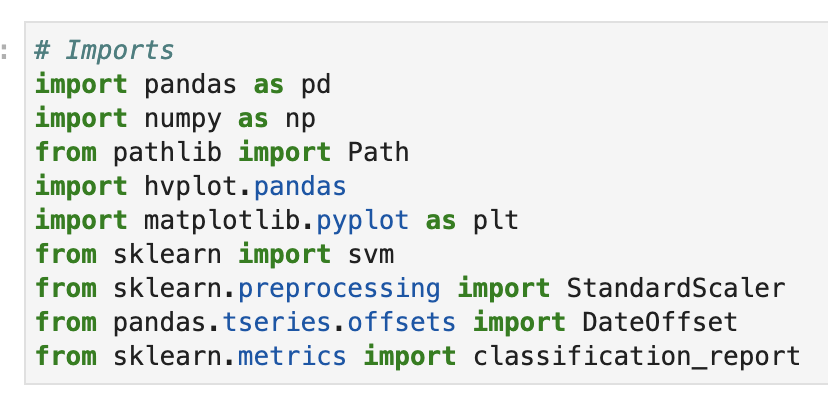 :
# Imports
import pandas as pd
import numpy as np
from pathlib import Path
import hvplot.pandas
import matplotlib.pyplot as plt
from sklearn import svm
from sklearn.preprocessing import StandardScaler
from pandas.tseries.offsets import DateOffset
from sklearn.metrics import classification_report